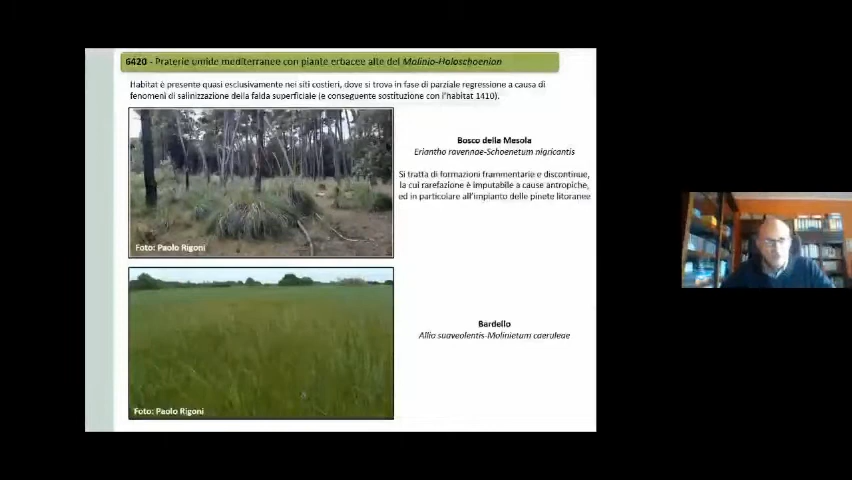 6420 - Praterie umide mediterranee con piante erbacee alte del Molinio-Holoschoenion
Habitat è presente quasi esclusivamente nei siti costieri, dove si trova in fase di parziale regressione a causa di
fenomeni di salinizzazione della falda superficiale (e conseguente sostituzione con l'habitat 1410).
Bosco della Mesola
Eriantho ravennae-Schoenetum nigricantis
Si tratta di formazioni frammentarie e discontinue,
la cui rarefazione è imputabile a cause antropiche,
ed in particolare all'impianto delle pinete litoranee
Foto: Paolo Rigoni
Bardello
Allio suaveolentis-Molinietum caeruleae
Foto: Paolo Rigoni